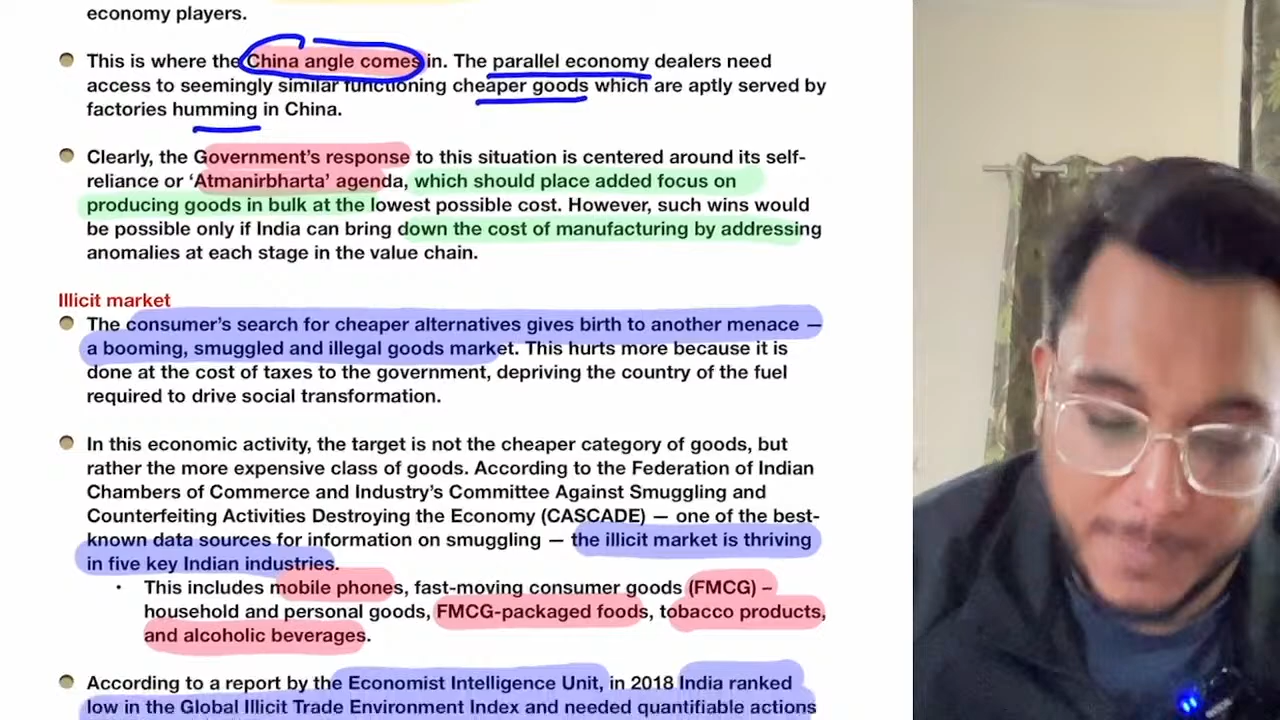 economy players.
This is where the China angle comes in. The parallel economy dealers need
access to seemingly similar functioning cheaper goods which are aptly served by
factories humming in China.
Clearly, the Government's response to this situation is centered around its self-
reliance or 'Atmanirbharta' agenda, which should place added focus on
producing goods in bulk at the lowest possible cost. However, such wins would
be possible only if India can bring down the cost of manufacturing by addressing
anomalies at each stage in the value chain.
Illicit market
The consumer's search for cheaper alternatives gives birth to another menace —
a booming, smuggled and illegal goods market. This hurts more because it is
done at the cost of taxes to the government, depriving the country of the fuel
required to drive social transformation.
In this economic activity, the target is not the cheaper category of goods, but
rather the more expensive class of goods. According to the Federation of Indian
Chambers of Commerce and Industry's Committee Against Smuggling and
Counterfeiting Activities Destroying the Economy (CASCADE) — one of the best-
known data sources for information on smuggling — the illicit market is thriving
in five key Indian industries.
This includes mobile phones, fast-moving consumer goods (FMCG) –
household and personal goods, FMCG-packaged foods, tobacco products,
and alcoholic beverages.
According to a report by the Economist Intelligence Unit, in 2018 India ranked
low in the Global Illicit Trade Environment Index and needed quantifiable actions